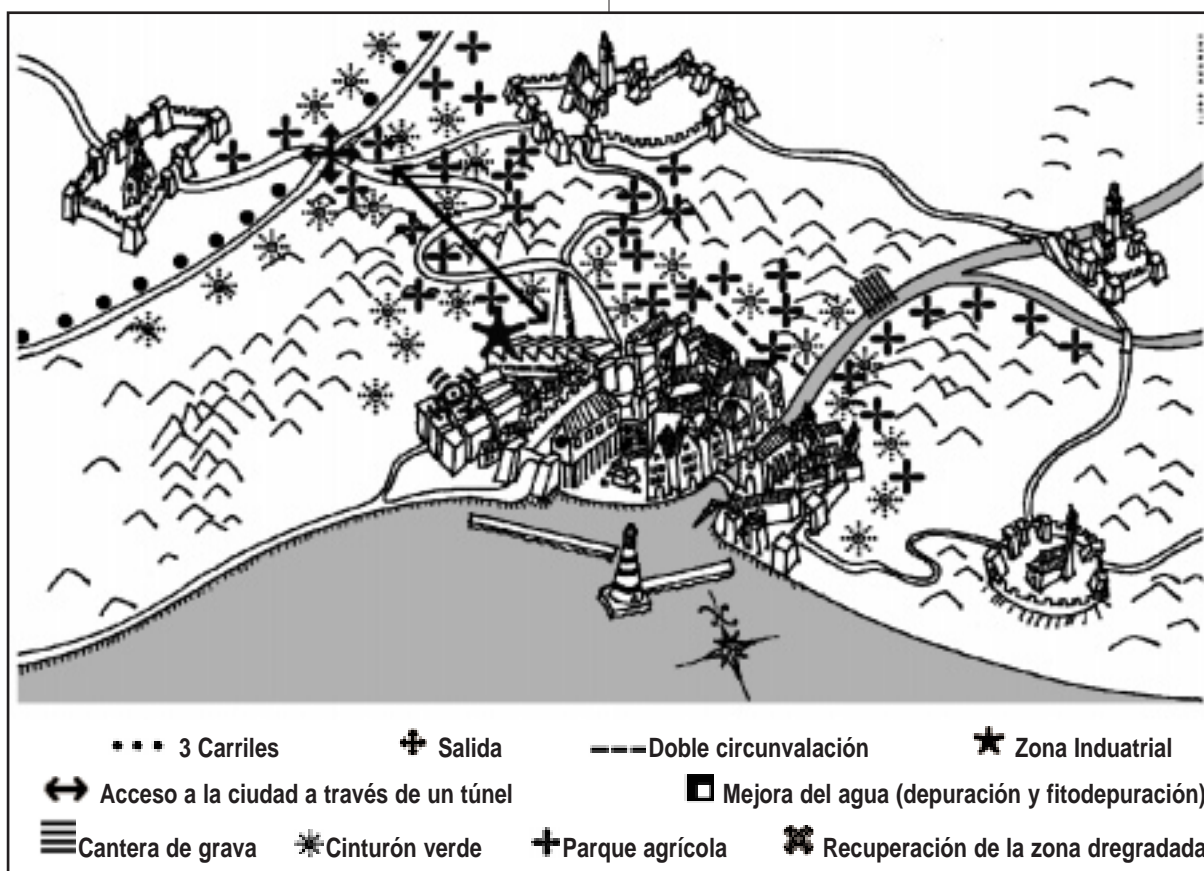 3 Carriles Salida Doble circunvalación Zona Induatrial
Acceso a la ciudad a través de un túnel Mejora del agua (depuración y fitodepuración)
Cantera de grava Cinturón verde Parque agrícola Recuperación de la zona dregradada